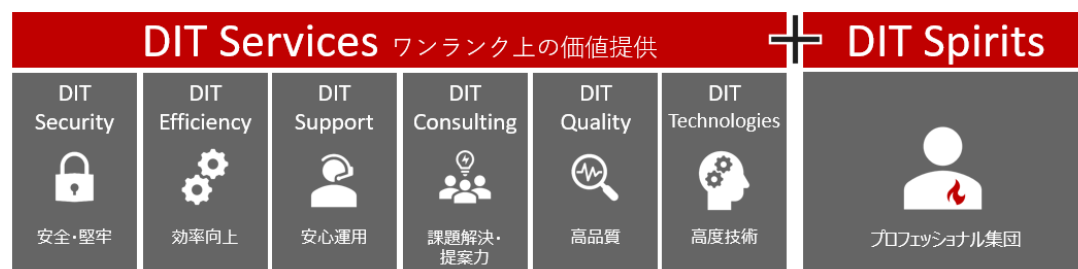 DIT Services ワンランク上の価値提供
+ DIT Spirits
DIT
Security
安全・堅牢
DIT
Efficiency
効率向上
DIT
Support
安心運用
DIT
Consulting
課題解決・
提案力
DIT
Quality
高品質
DIT
Technologies
高度技術
プロフェッショナル集団